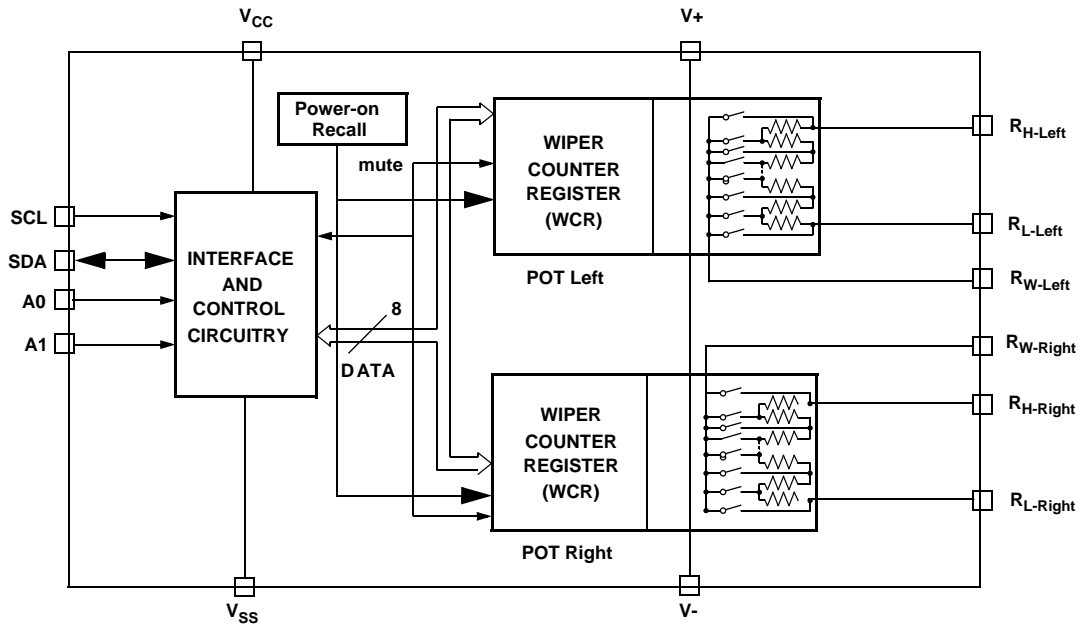 VCC
V+
Power-on
Recall
mute
WIPER
COUNTER
REGISTER
(WCR)
POT Left
RH-Left
RL-Left
RW-Left
SCL
SDA
A0
A1
INTERFACE
AND
CONTROL
CIRCUITRY
8
DATA
RW-Right
RH-Right
RL-Right
WIPER
COUNTER
REGISTER
(WCR)
POT Right
VSS
V-